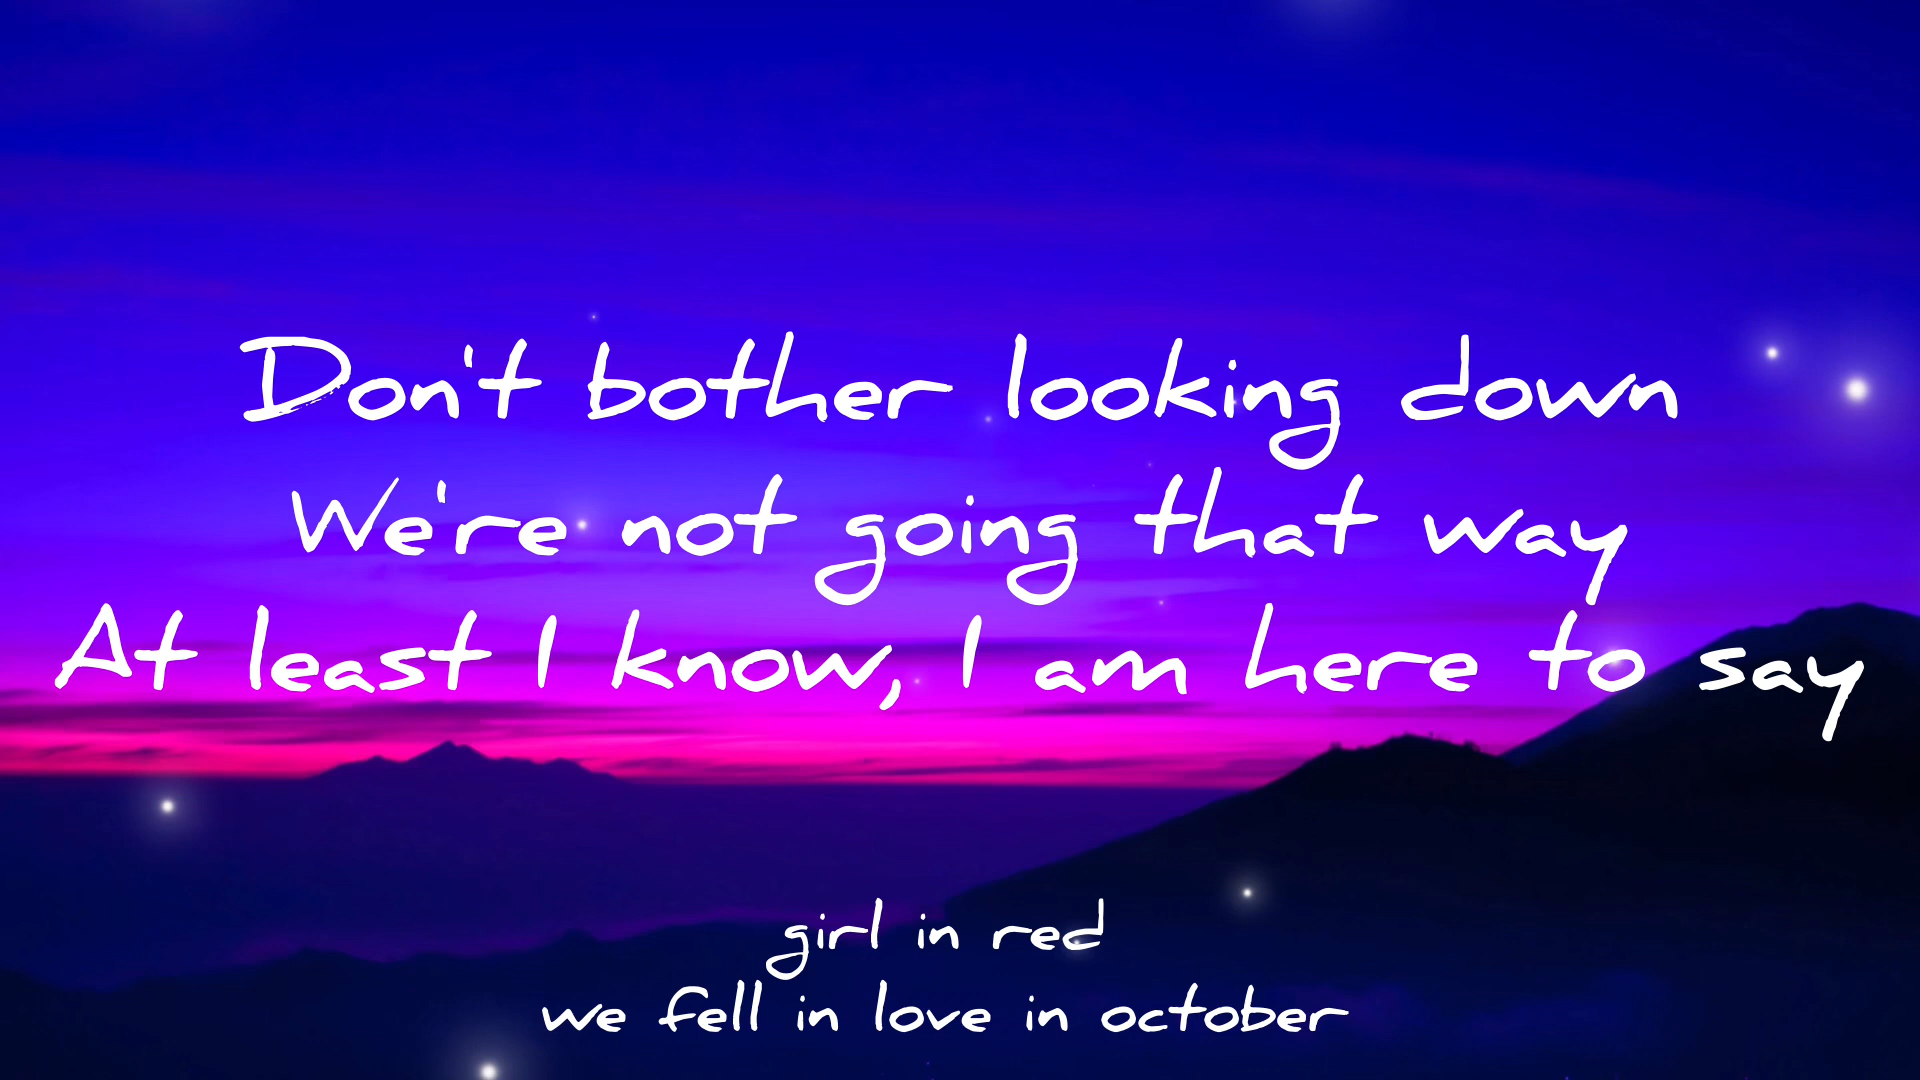 Don't bother looking down
We're not going that way
At least I know, I am here to say
girl in red
we fell in love in october